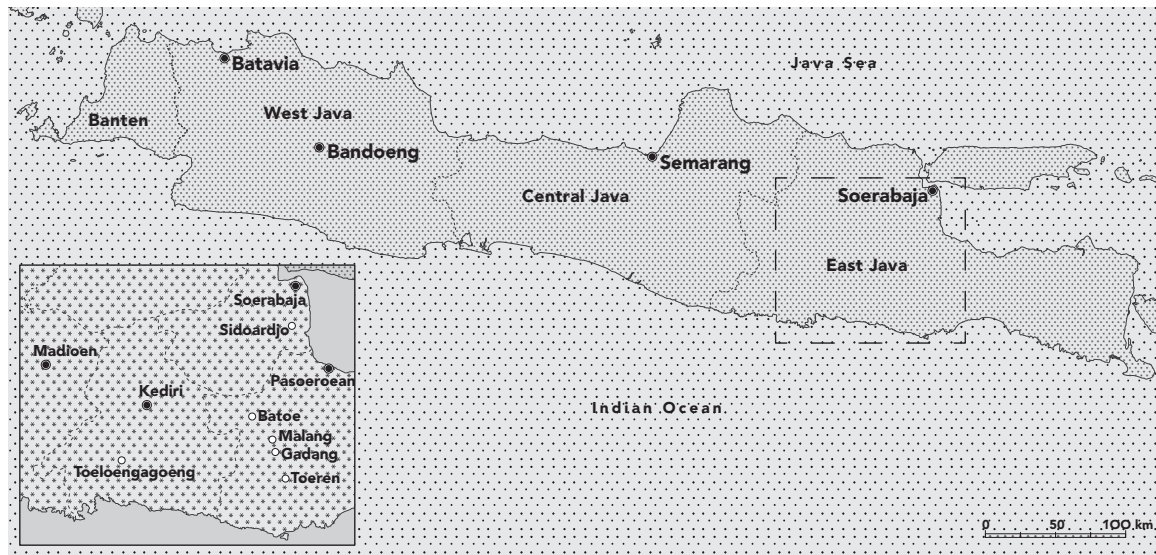 Java Sea
Batavia
Banten
West Java
Bandoeng
Semarang
Central Java
Soerabaja
East Java
Indian Ocean
0 50 100 km
Soerabaja
Sidoardjo
Madioen
Pasoeroean
Kediri
Batoe
Malang
Gadang
Toeloengagoeng
Toeren